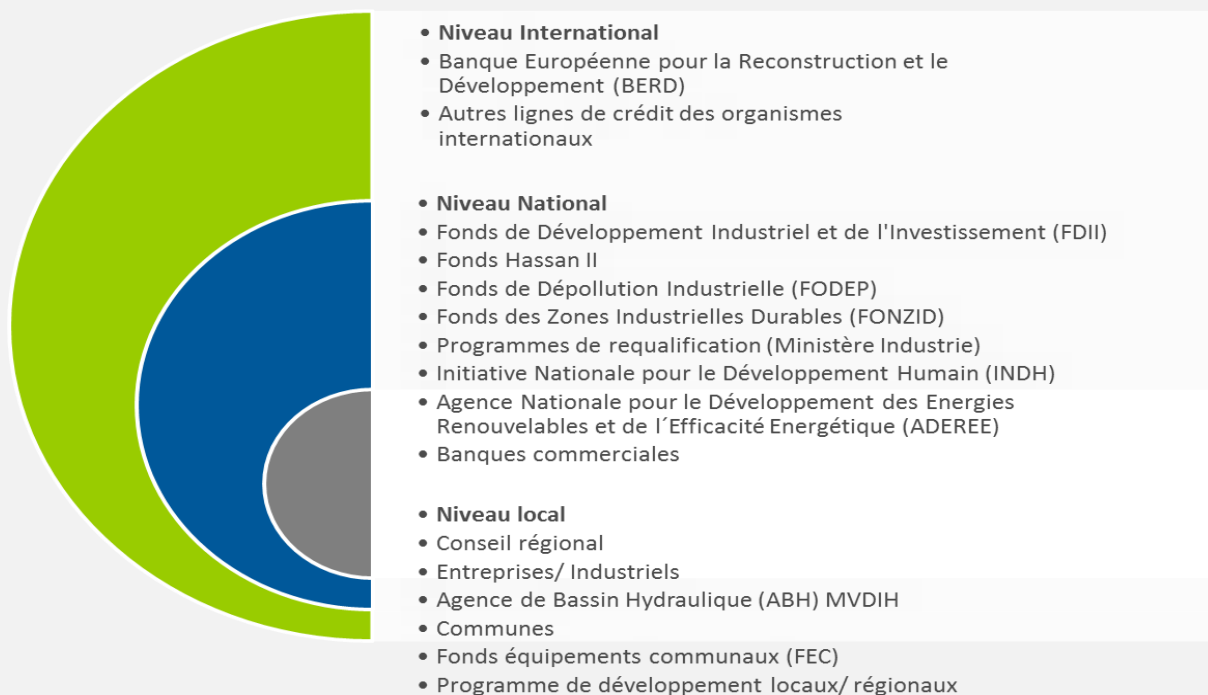 • Niveau International
• Banque Européenne pour la Reconstruction et le
Développement (BERD)
• Autres lignes de crédit des organismes
internationaux
• Niveau National
• Fonds de Développement Industriel et de l'Investissement (FDII)
• Fonds Hassan II
• Fonds de Dépollution Industrielle (FODEP)
• Fonds des Zones Industrielles Durables (FONZID)
• Programmes de requalification (Ministère Industrie)
• Initiative Nationale pour le Développement Humain (INDH)
• Agence Nationale pour le Développement des Energies
Renouvelables et de l´Efficacité Energétique (ADEREE)
• Banques commerciales
• Niveau local
• Conseil régional
• Entreprises/ Industriels
• Agence de Bassin Hydraulique (ABH) MVDIH
• Communes
• Fonds équipements communaux (FEC)
• Programme de développement locaux/ régionaux